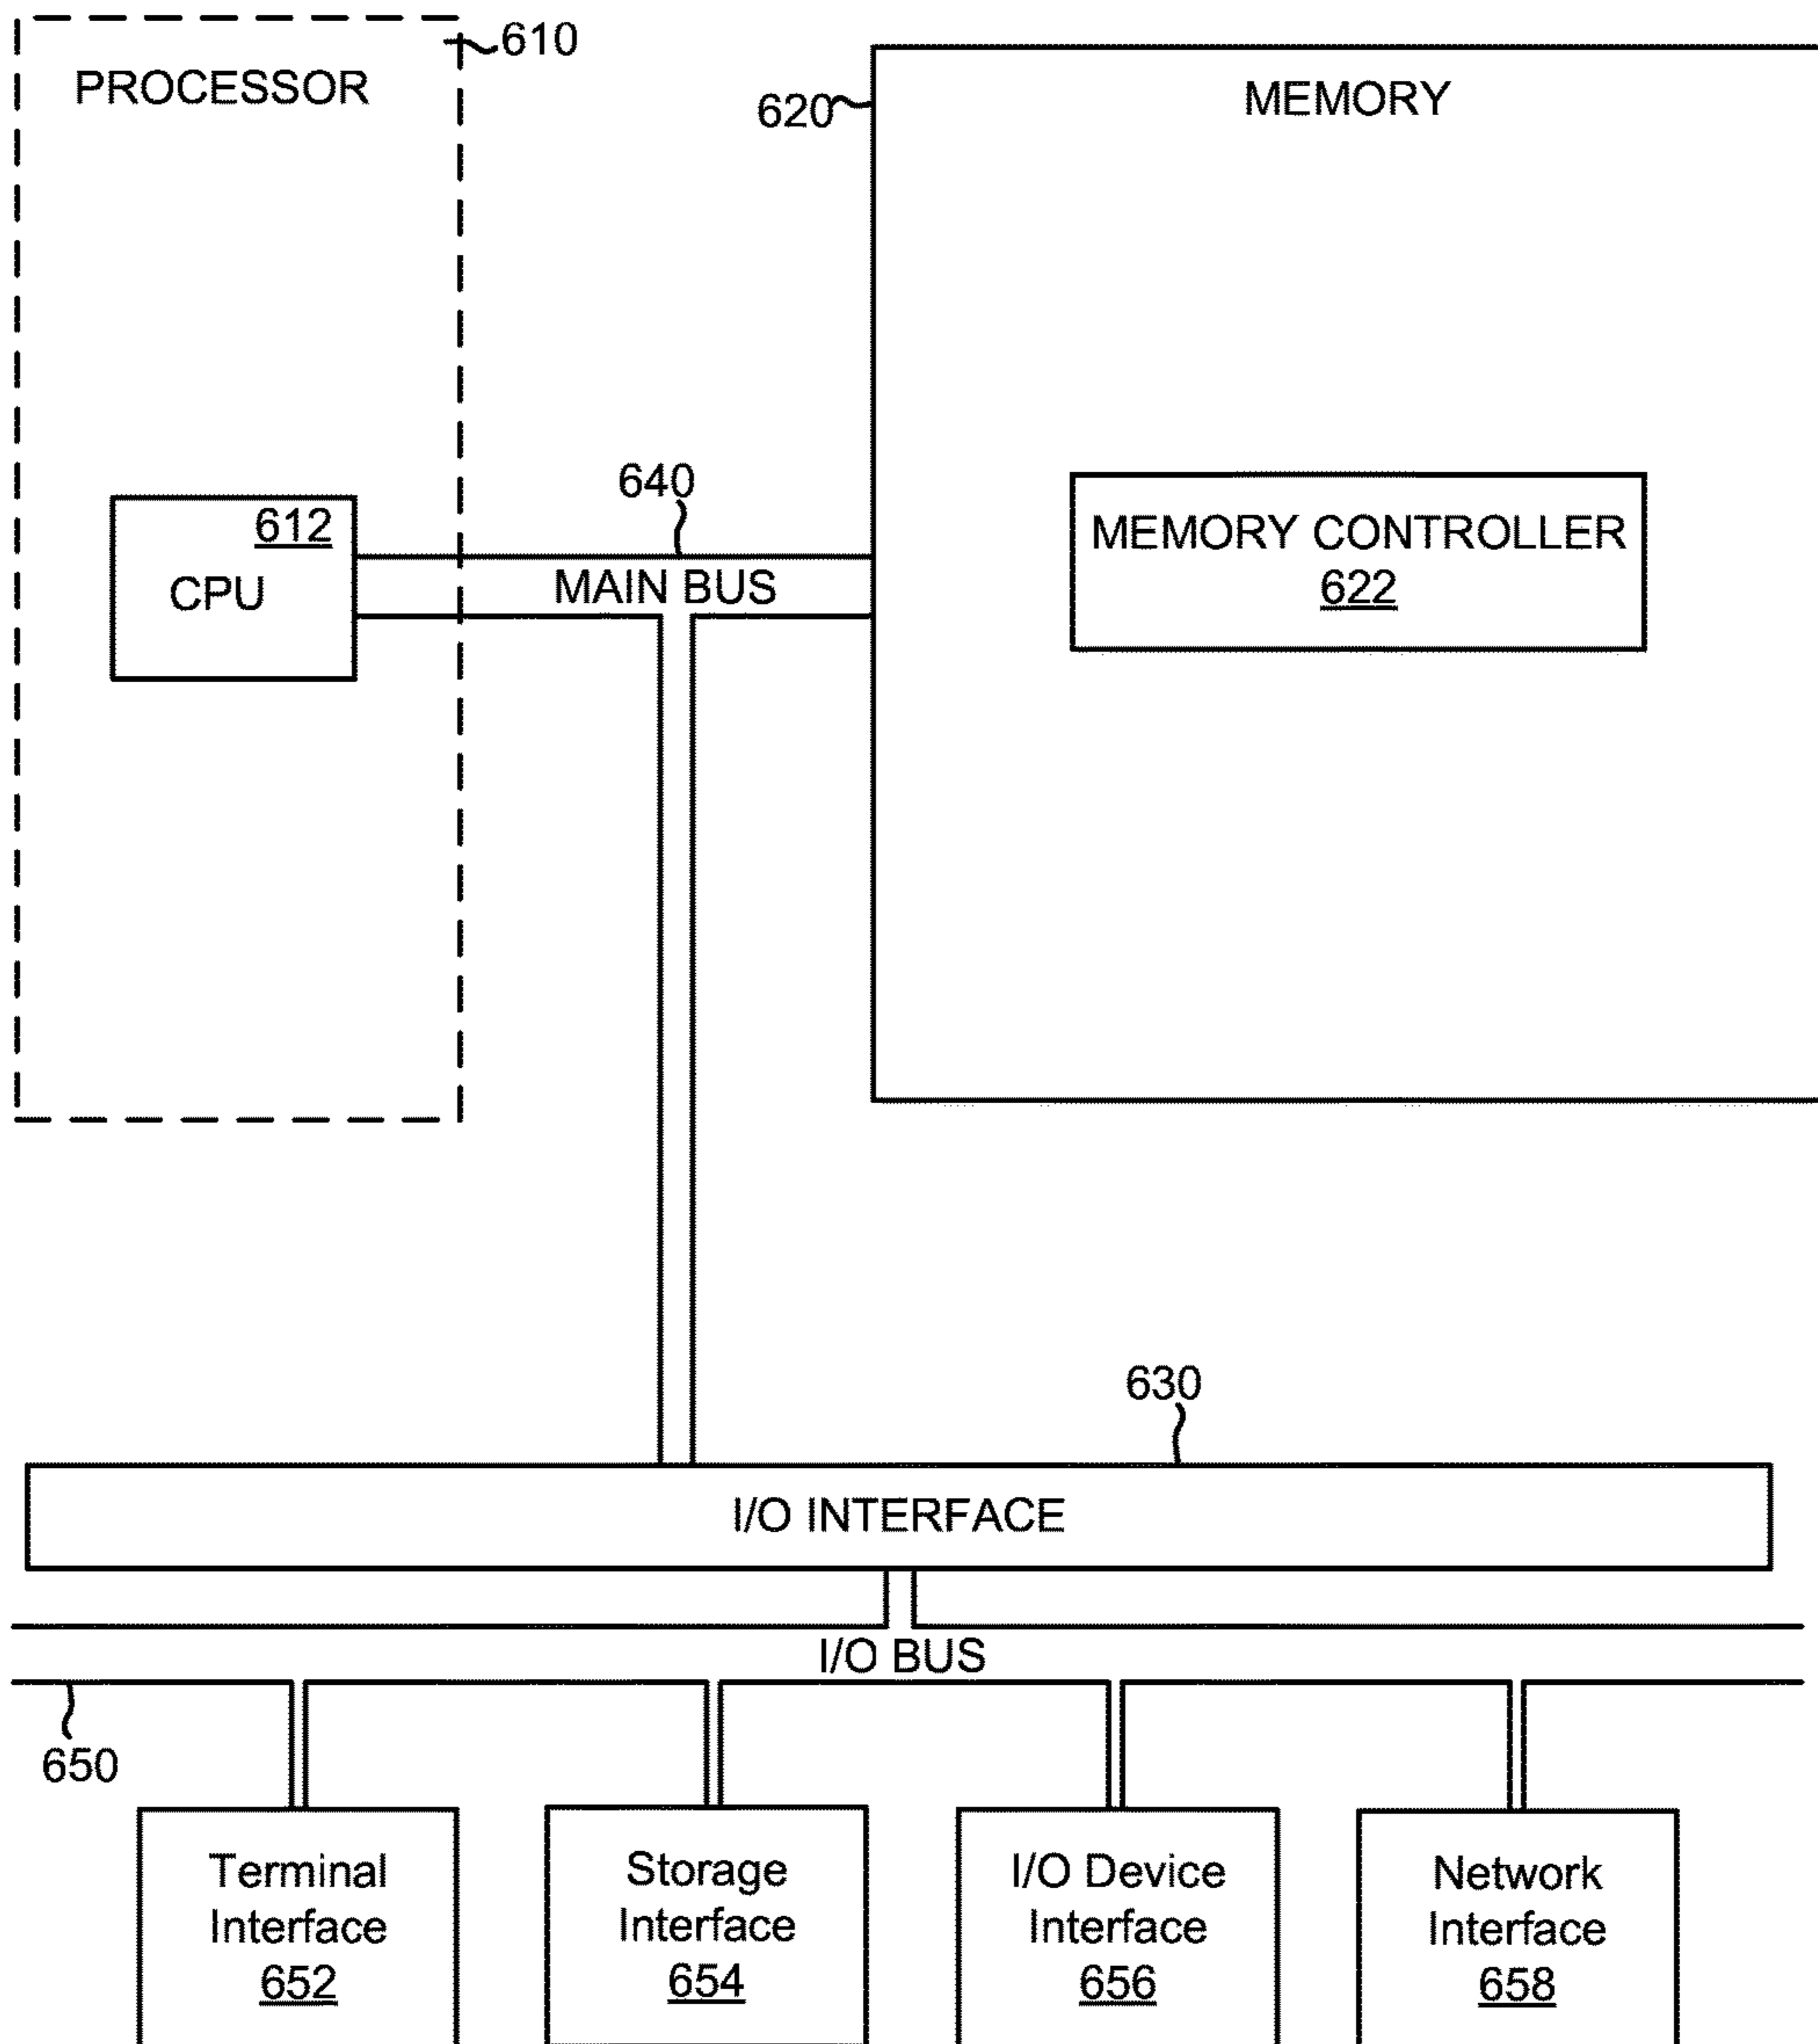 610
PROCESSOR
620
MEMORY
640
612
CPU
MAIN BUS
MEMORY CONTROLLER
622
630
I/O INTERFACE
I/O BUS
650
Terminal
Interface
652
Storage
Interface
654
I/O Device
Interface
656
Network
Interface
658